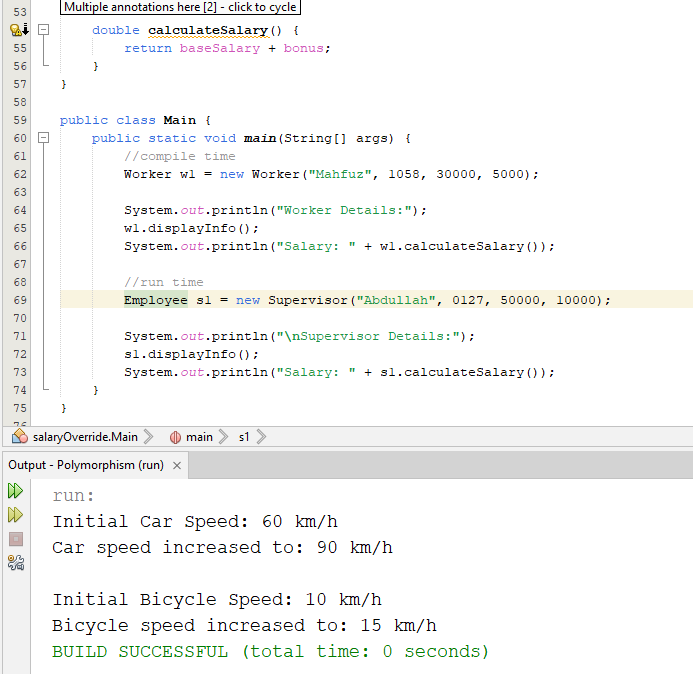 Multiple annotations here [2] - click to cycle
53
double calculateSalary() {
55 return baseSalary + bonus;
56 }
57 }
58
59 public class Main {
60 public static void main(String[] args) {
61 //compile time
62 Worker w1 = new Worker("Mahfuz", 1058, 30000, 5000);
63
64 System.out.println("Worker Details:");
65 w1.displayInfo();
66 System.out.println("Salary: " + w1.calculateSalary());
67
68 //run time
69 Employee s1 = new Supervisor("Abdullah", 0127, 50000, 10000);
70
71 System.out.println("\nSupervisor Details:");
72 s1.displayInfo();
73 System.out.println("Salary: " + s1.calculateSalary());
74 }
75 }
76
salaryOverride.Main main s1
Output - Polymorphism (run) ×
run:
Initial Car Speed: 60 km/h
Car speed increased to: 90 km/h
Initial Bicycle Speed: 10 km/h
Bicycle speed increased to: 15 km/h
BUILD SUCCESSFUL (total time: 0 seconds)